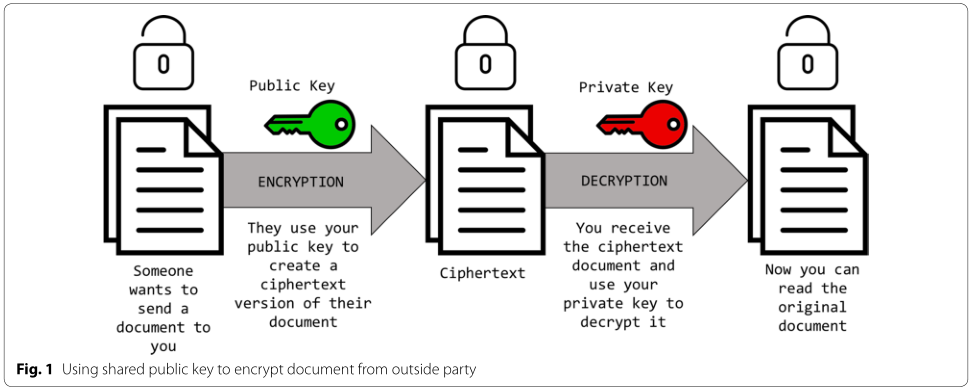 Public Key
Private Key
ENCRYPTION
DECRYPTION
Someone
wants to
send a
document to
you
They use your
public key to
create a
ciphertext
version of their
document
Ciphertext
You receive
the ciphertext
document and
use your
private key to
decrypt it
Now you can
read the
original
document
Fig. 1 Using shared public key to encrypt document from outside party